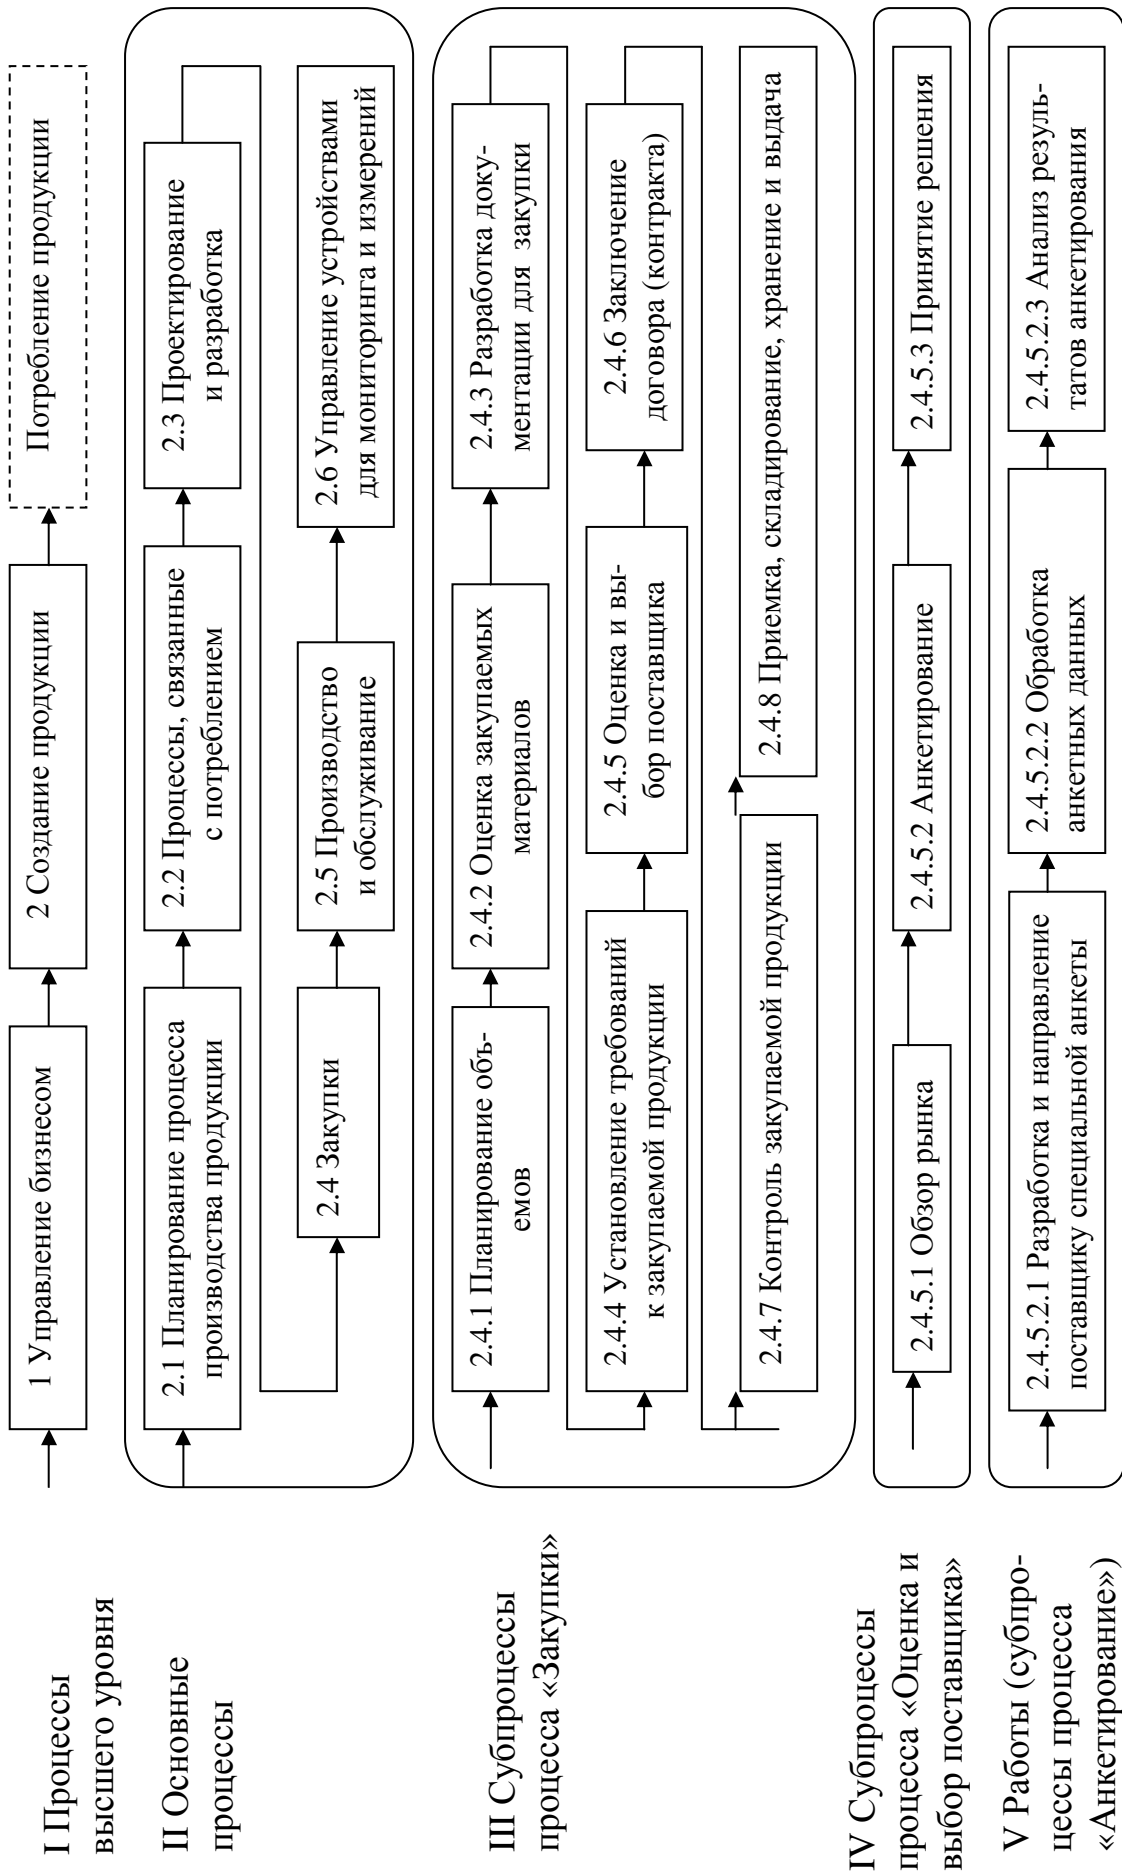 I Процессы
высшего уровня
1 Управление бизнесом
2 Создание продукции
Потребление продукции
II Основные
процессы
2.1 Планирование процесса
производства продукции
2.2 Процессы, связанные
с потреблением
2.3 Проектирование
и разработка
2.4 Закупки
2.5 Производство
и обслуживание
2.6 Управление устройствами
для мониторинга и измерений
III Субпроцессы
процесса «Закупки»
2.4.1 Планирование объ-
емов
2.4.2 Оценка закупаемых
материалов
2.4.3 Разработка доку-
ментации для закупки
2.4.4 Установление требований
к закупаемой продукции
2.4.5 Оценка и вы-
бор поставщика
2.4.6 Заключение
договора (контракта)
2.4.7 Контроль закупаемой продукции
2.4.8 Приемка, складирование, хранение и выдача
IV Субпроцессы
процесса «Оценка и
выбор поставщика»
2.4.5.1 Обзор рынка
2.4.5.2 Анкетирование
2.4.5.3 Принятие решения
V Работы (субпро-
цессы процесса
«Анкетирование»)
2.4.5.2.1 Разработка и направление
поставщику специальной анкеты
2.4.5.2.2 Обработка
анкетных данных
2.4.5.2.3 Анализ резуль-
татов анкетирования